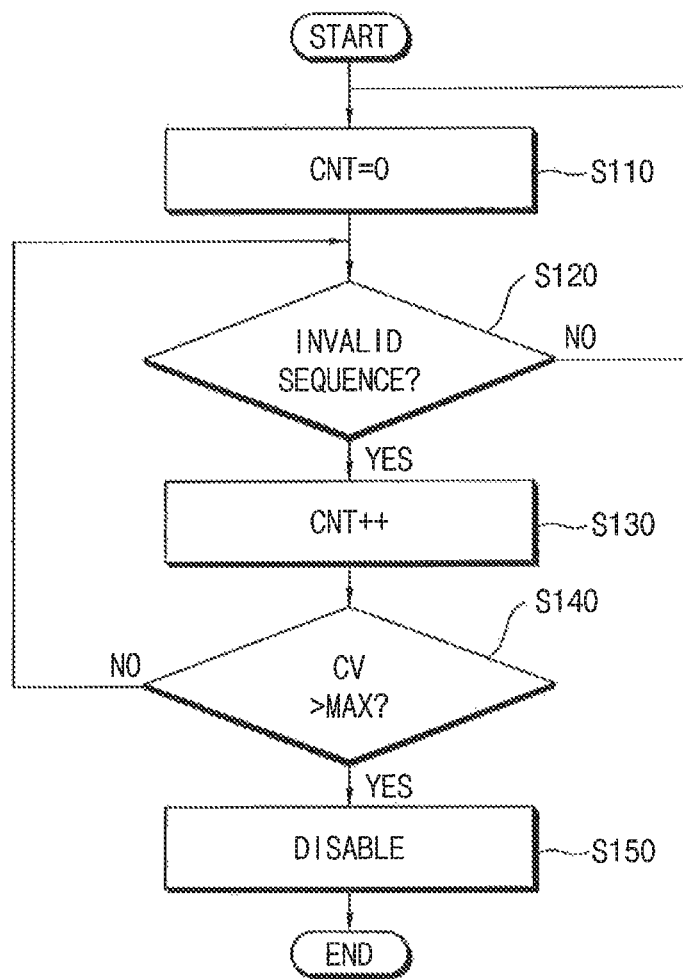 START
CNT=0
S110
S120
INVALID
SEQUENCE?
NO
YES
CNT++
S130
S140
NO
CV
>MAX?
YES
DISABLE
S150
END